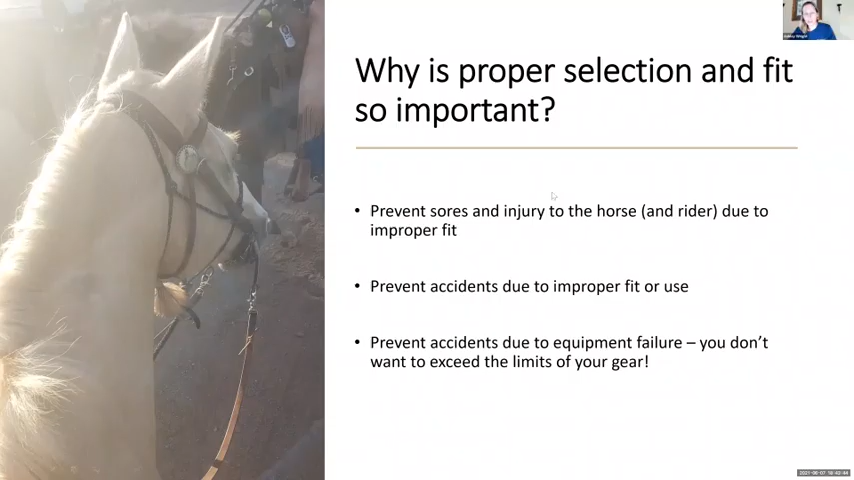 Why is proper selection and fit
so important?
• Prevent sores and injury to the horse (and rider) due to
improper fit
• Prevent accidents due to improper fit or use
• Prevent accidents due to equipment failure – you don't
want to exceed the limits of your gear!